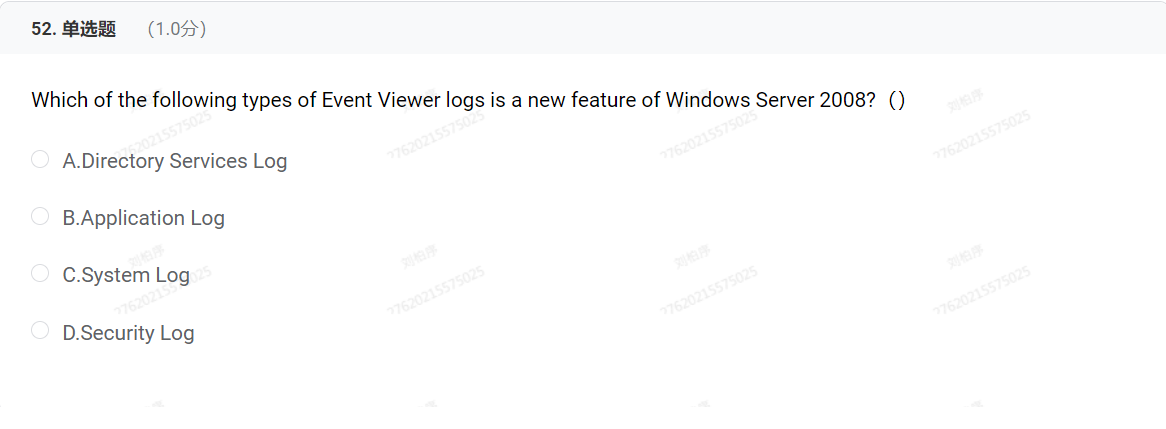 52. 单选题 （1.0分）
Which of the following types of Event Viewer logs is a new feature of Windows Server 2008?（）
A.Directory Services Log
B.Application Log
C.System Log
D.Security Log